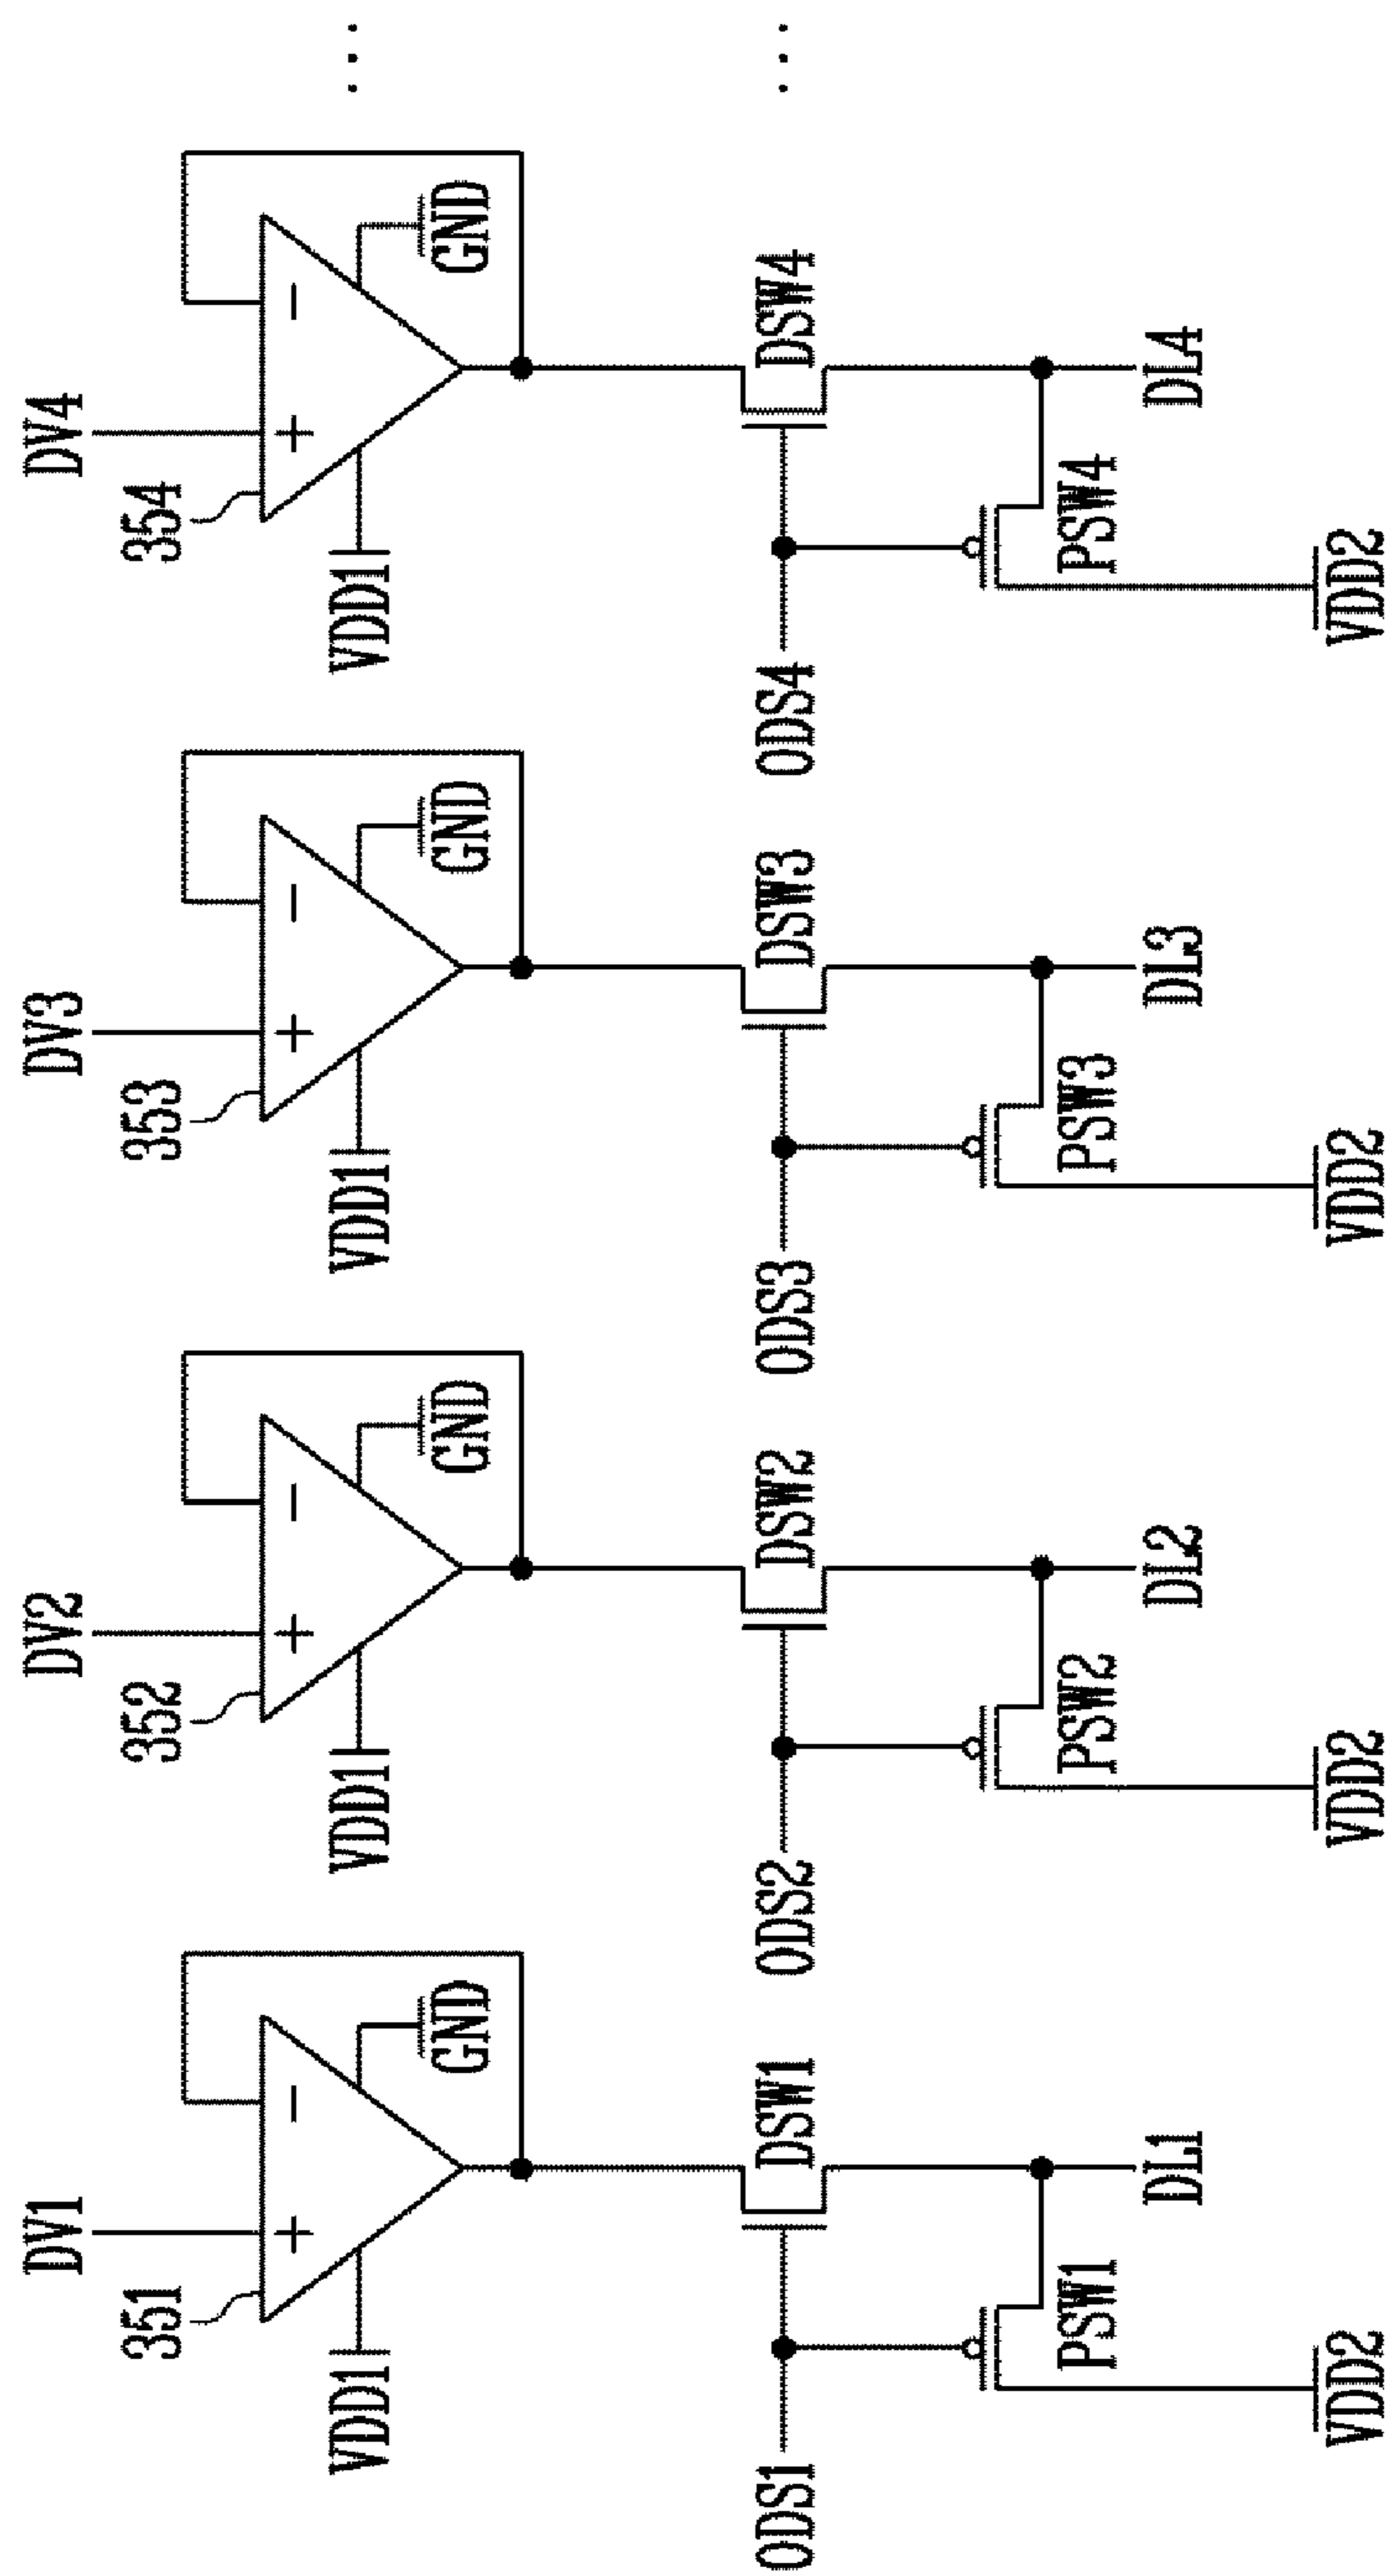 DV1
DV2
DV3
DV4
351
352
353
354
+ −
+ −
+ −
+ −
VDD1
GND
VDD1
GND
VDD1
GND
VDD1
GND
...
ODS1
DSW1
ODS2
DSW2
ODS3
DSW3
ODS4
DSW4
...
PSW1
PSW2
PSW3
PSW4
DL1
DL2
DL3
DL4
VDD2
VDD2
VDD2
VDD2